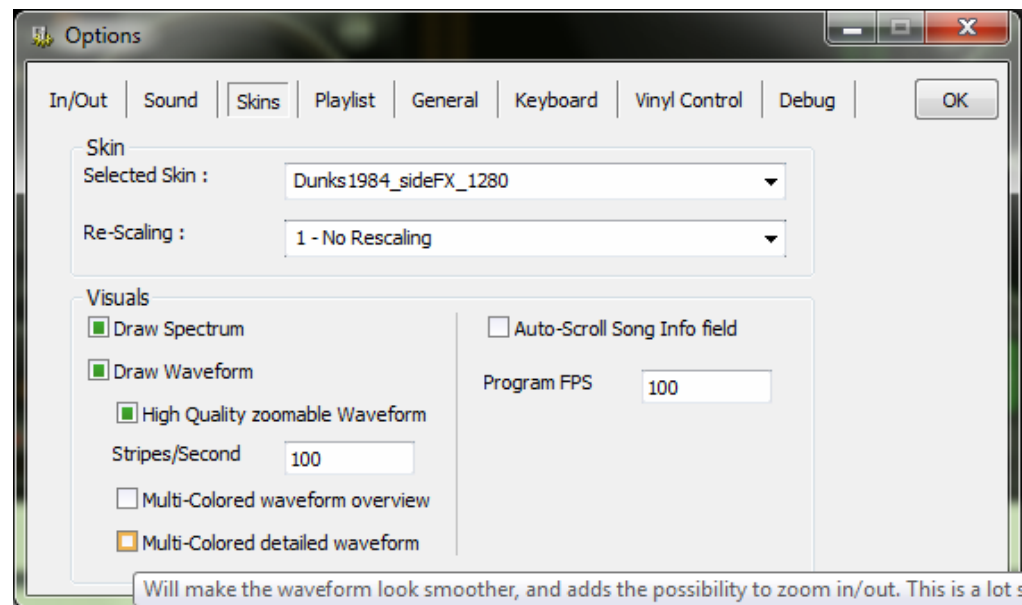 Options
In/Out Sound Skins Playlist General Keyboard Vinyl Control Debug OK
Skin
Selected Skin : Dunks1984_sideFX_1280
Re-Scaling : 1 - No Rescaling
Visuals
Draw Spectrum
Draw Waveform
High Quality zoomable Waveform
Stripes/Second 100
Multi-Colored waveform overview
Multi-Colored detailed waveform
Auto-Scroll Song Info field
Program FPS 100
Will make the waveform look smoother, and adds the possibility to zoom in/out. This is a lot